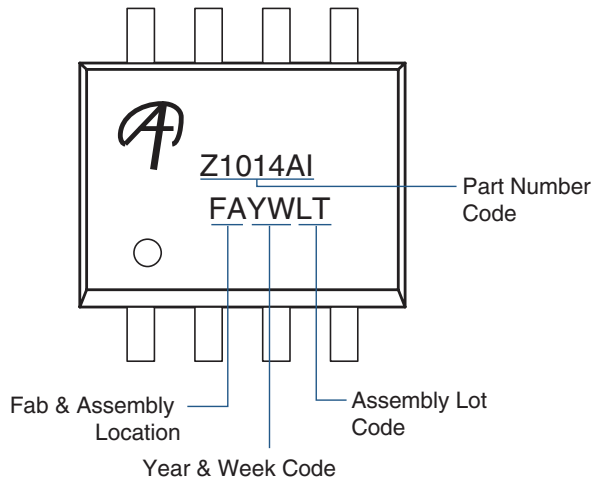 Z1014AI
FAYWLT
Part Number
Code
Fab & Assembly
Location
Assembly Lot
Code
Year & Week Code